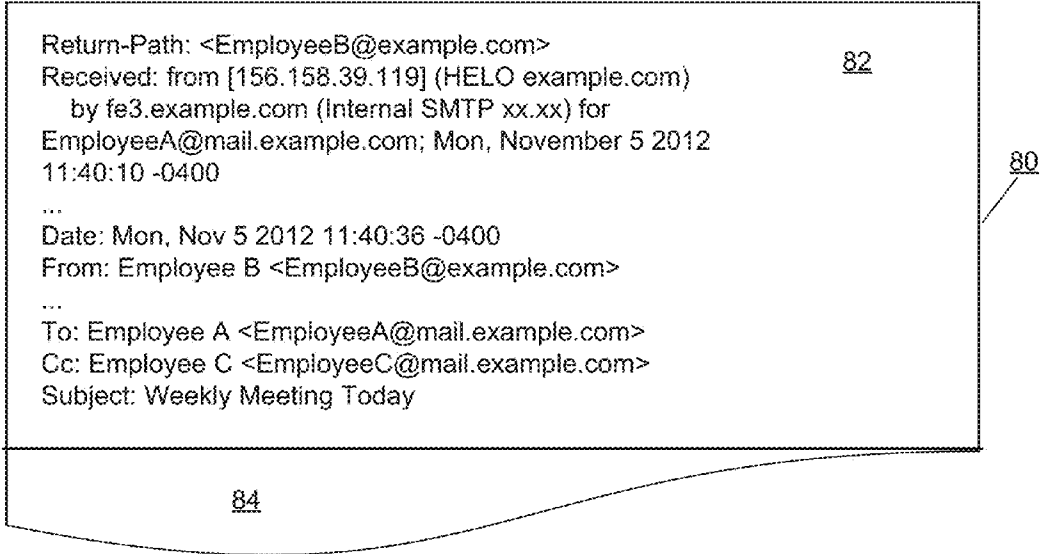 Return-Path: <EmployeeB@example.com>
82
Received: from [156.158.39.119] (HELO example.com)
by fe3.example.com (Internal SMTP xx.xx) for
EmployeeA@mail.example.com; Mon, November 5 2012
11:40:10 -0400
80
...
Date: Mon, Nov 5 2012 11:40:36 -0400
From: Employee B <EmployeeB@example.com>
...
To: Employee A <EmployeeA@mail.example.com>
Cc: Employee C <EmployeeC@mail.example.com>
Subject: Weekly Meeting Today
84